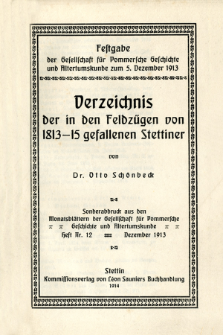 Festgabe
der Gesellschaft für Pommersche Geschichte
und Altertumskunde zum 5. Dezember 1913
Verzeichnis
der in den Feldzügen von
1813—15 gefallenen Stettiner
von
Dr. Otto Schönbeck
Sonderabdruck aus den
Monatsblättern der Gesellschaft für Pommersche
Geschichte und Altertumskunde
Heft Nr. 12 Dezember 1913
Stettin
Kommissionsverlag von Léon Sauniers Buchhandlung
1914